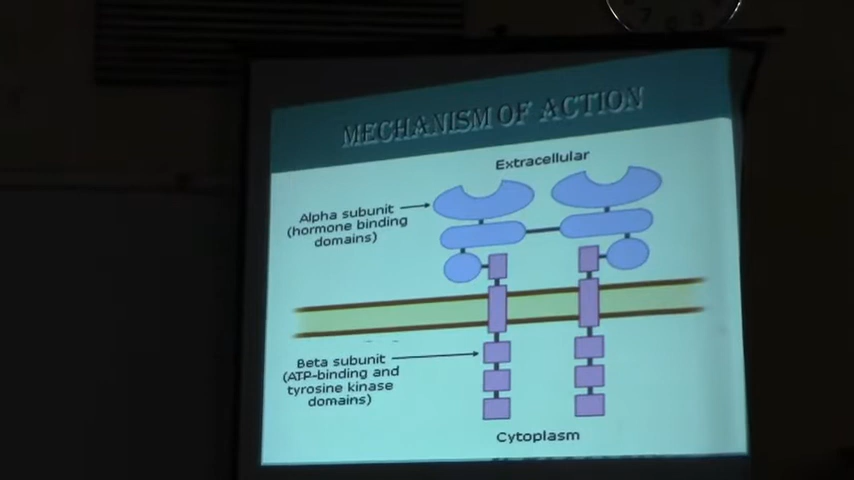 MECHANISM OF ACTION
Extracellular
Alpha subunit
(hormone binding
domains)
Beta subunit
(ATP-binding and
tyrosine kinase
domains)
Cytoplasm